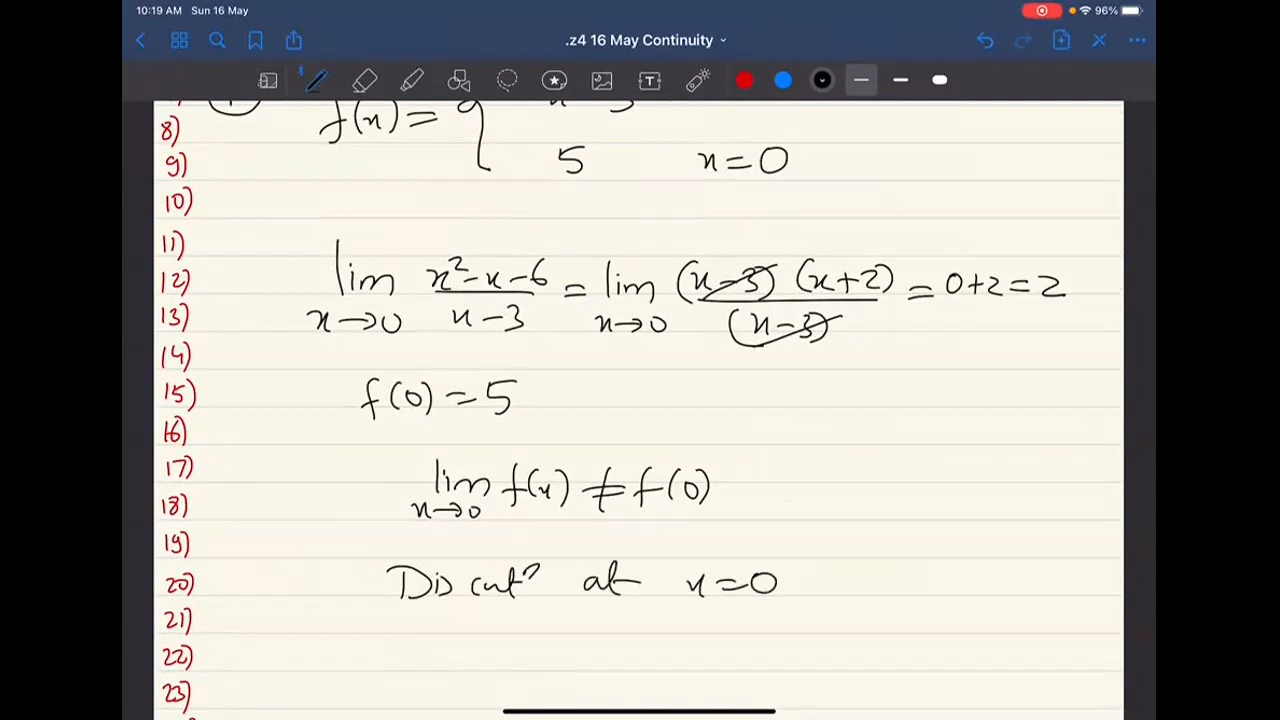 10:19 AM Sun 16 May
96%
.z4 16 May Continuity
8) f(x) = {
9) 5 x=0
10)
11)
12) lim x²-x-6 = lim (x-3) (x+2) = 0+2=2
13) x→0 x-3 x→0 (x-3)
14)
15) f(0) = 5
16)
17) lim f(x) ≠ f(0)
18) x→0
19)
20) Dis cntˢ at x=0
21)
22)
23)